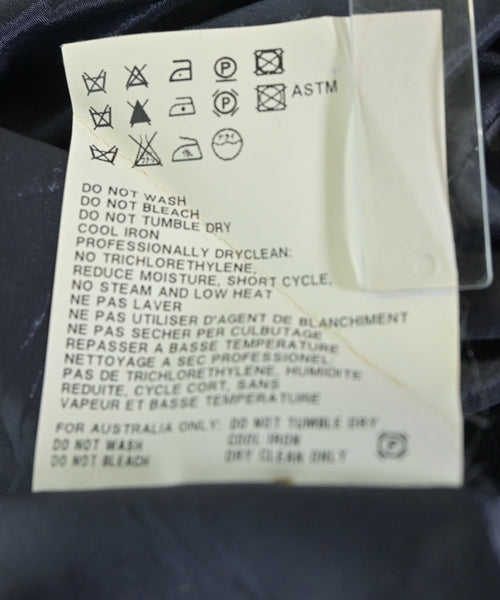 P
P
ASTM
DO NOT WASH
DO NOT BLEACH
DO NOT TUMBLE DRY
COOL IRON
PROFESSIONALLY DRYCLEAN:
NO TRICHLORETHYLENE,
REDUCE MOISTURE, SHORT CYCLE,
NO STEAM AND LOW HEAT
NE PAS LAVER
NE PAS UTILISER D'AGENT DE BLANCHIMENT
NE PAS SECHER PER CULBUTAGE
REPASSER A BASSE TEMPERATURE
NETTOYAGE A SEC PROFESSIONEL:
PAS DE TRICHLORETHYLENE, HUMIDITE
REDUITE, CYCLE CORT, SANS
VAPEUR ET BASSE TEMPERATURE
FOR AUSTRALIA ONLY: DO NOT TUMBLE DRY
DO NOT WASH COOL IRON
DO NOT BLEACH DRY CLEAN ONLY
P